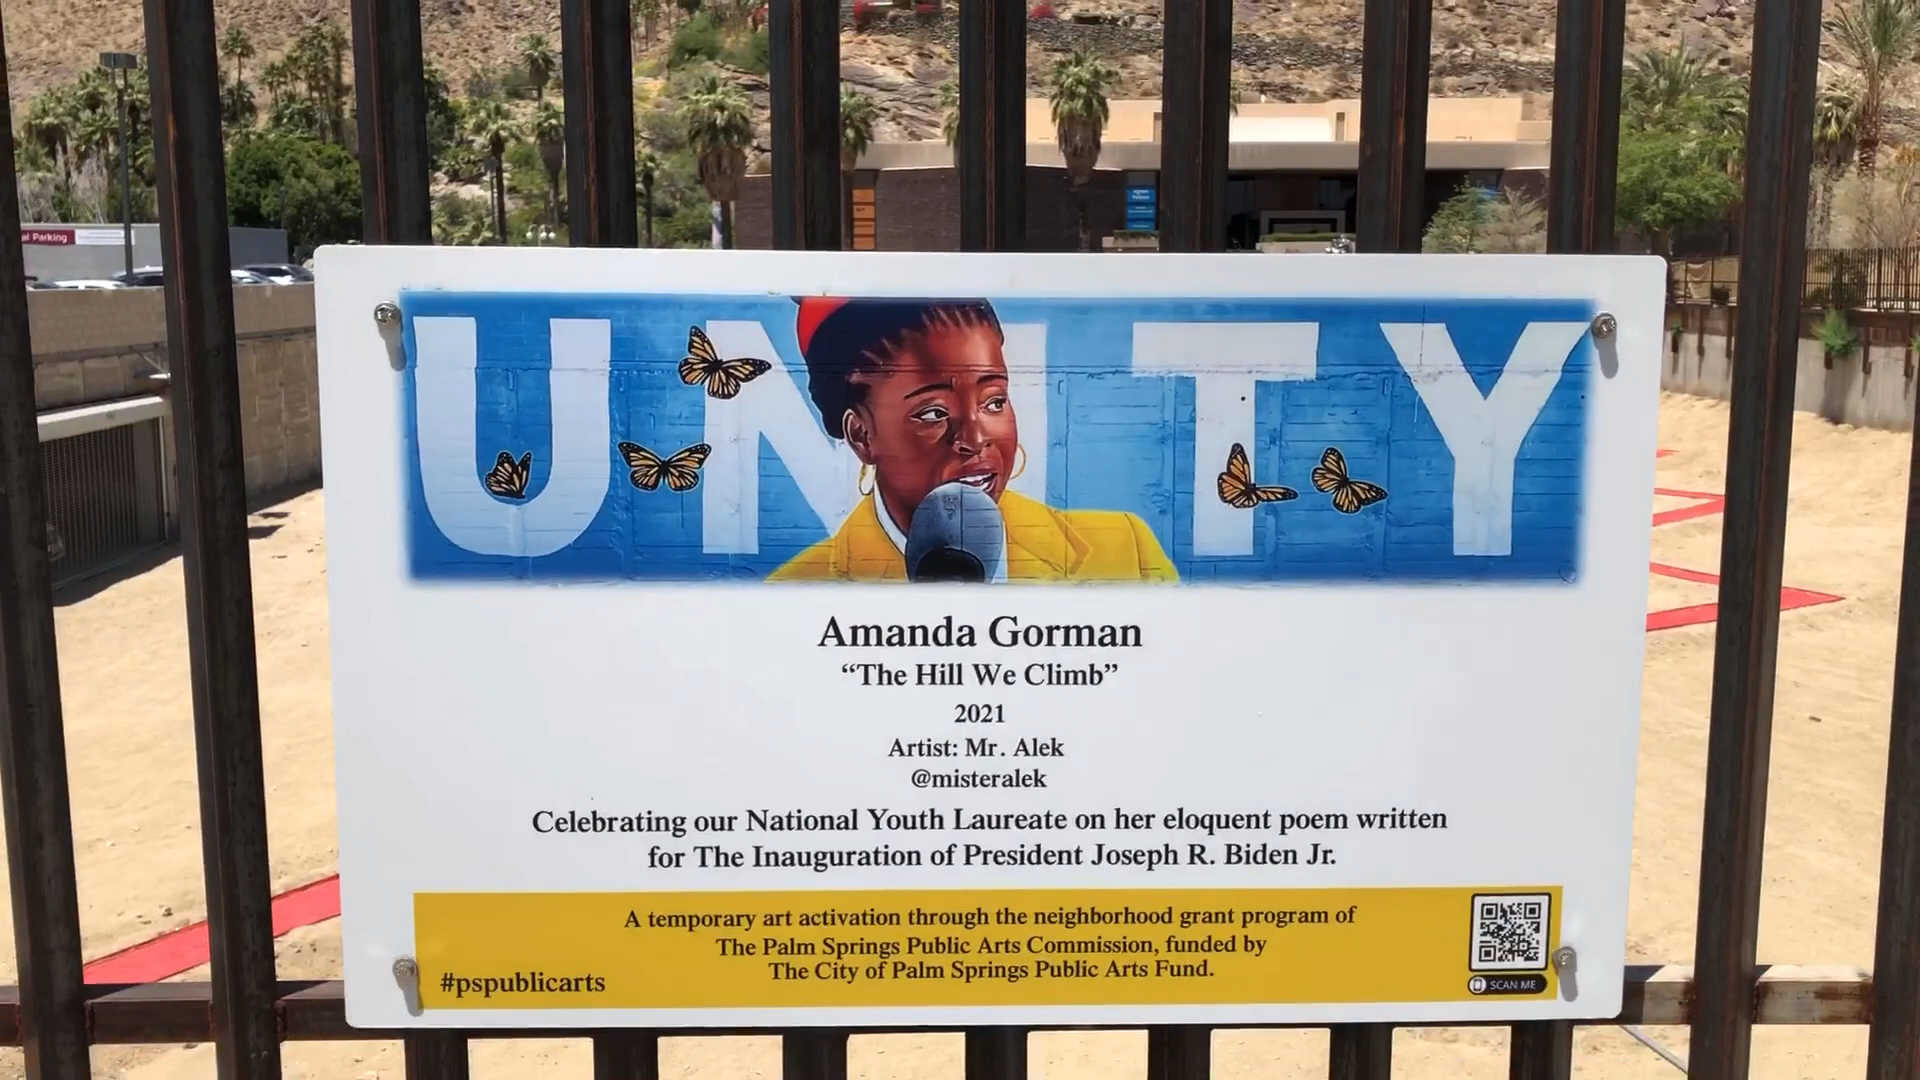 al Parking
UNITY
Amanda Gorman
“The Hill We Climb”
2021
Artist: Mr. Alek
@misteralek
Celebrating our National Youth Laureate on her eloquent poem written
for The Inauguration of President Joseph R. Biden Jr.
A temporary art activation through the neighborhood grant program of
The Palm Springs Public Arts Commission, funded by
The City of Palm Springs Public Arts Fund.
#pspublicarts
SCAN ME